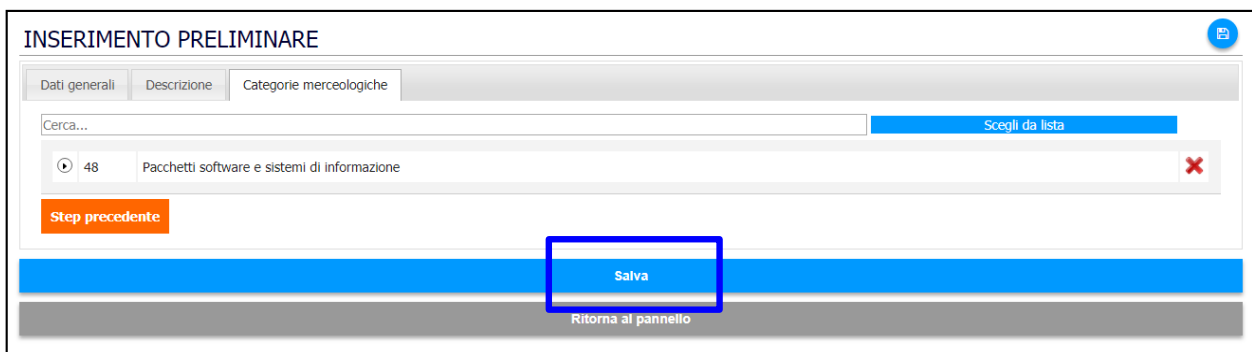 INSERIMENTO PRELIMINARE
Dati generali Descrizione Categorie merceologiche
Cerca... Scegli da lista
48 Pacchetti software e sistemi di informazione
Step precedente
Salva
Ritorna al pannello